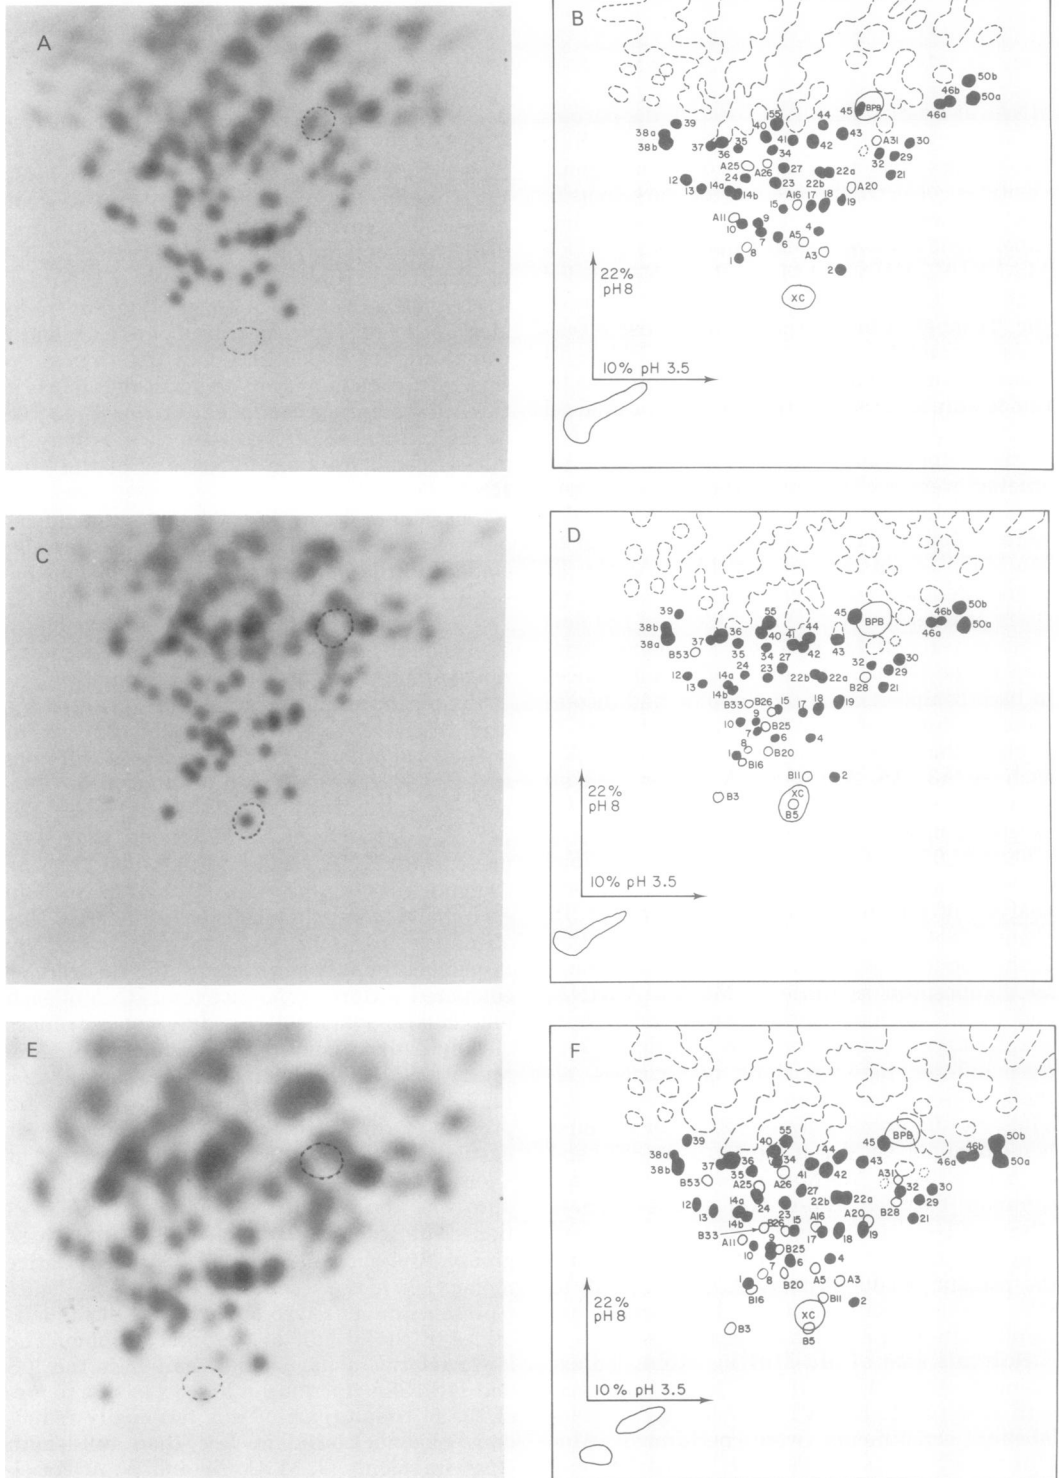 A
B
50b
46b
50a
46a
45
BPB
55
44
43
40
39
38a
38b
37
36
35
41
42
34
A31
30
32
29
A25
A26
27
24
23
22b
22a
21
A20
12
13
14a
14b
15
A16
17
18
19
A11
10
9
7
6
4
A5
A3
1
8
2
XC
22%
pH 8
10% pH 3.5
C
D
50b
46b
50a
46a
45
BPB
55
39
38b
38a
37
36
35
40
34
41
44
42
43
B53
30
32
29
B28
21
27
24
23
22b
22a
12
13
14a
14b
B33
B26
15
17
18
19
9
10
7
B25
8
6
4
B20
1
B16
B11
2
B3
XC
B5
22%
pH 8
10% pH 3.5
E
F
50b
46b
50a
46a
45
BPB
55
39
40
38a
38b
37
36
35
34
41
44
42
43
B53
A25
A26
A31
32
30
29
B28
21
27
24
23
22b
22a
A20
12
13
14a
14b
B26
15
A16
17
18
19
B33
A11
9
10
B25
7
6
4
8
B20
A5
A3
1
B16
B11
2
B3
XC
B5
22%
pH 8
10% pH 3.5